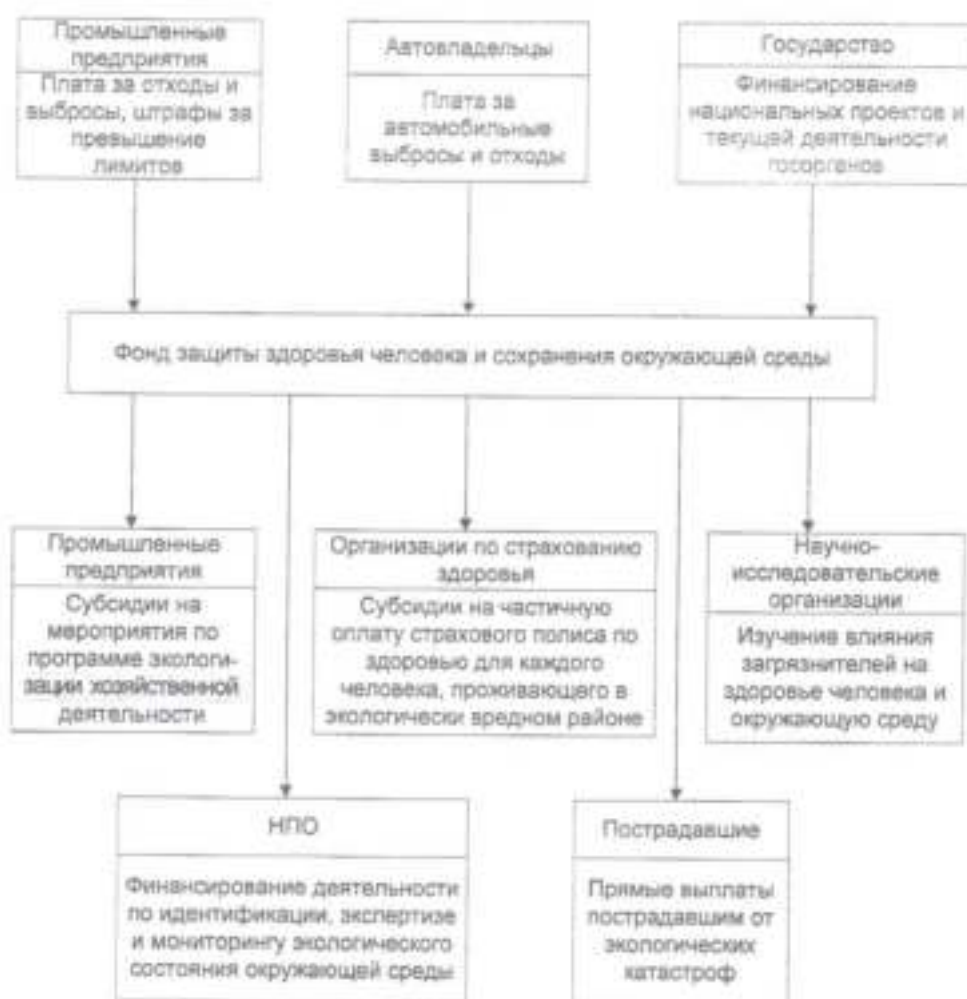 Промышленные
предприятия
Плата за отходы и
выбросы, штрафы за
превышение
лимитов
Автовладельцы
Плата за
автомобильные
выбросы и отходы
Государство
Финансирование
национальных проектов и
текущей деятельности
госорганов
Фонд защиты здоровья человека и сохранения окружающей среды
Промышленные
предприятия
Субсидии на
мероприятия по
программе экологи-
зации хозяйственной
деятельности
Организации по страхованию
здоровья
Субсидии на частичную
оплату страхового полиса по
здоровью для каждого
человека, проживающего в
экологически вредном районе
Научно-
исследовательские
организации
Изучение влияния
загрязнителей на
здоровье человека и
окружающую среду
НПО
Финансирование деятельности
по идентификации, экспертизе
и мониторингу экологического
состояния окружающей среды
Пострадавшие
Прямые выплаты
пострадавшим от
экологических
катастроф